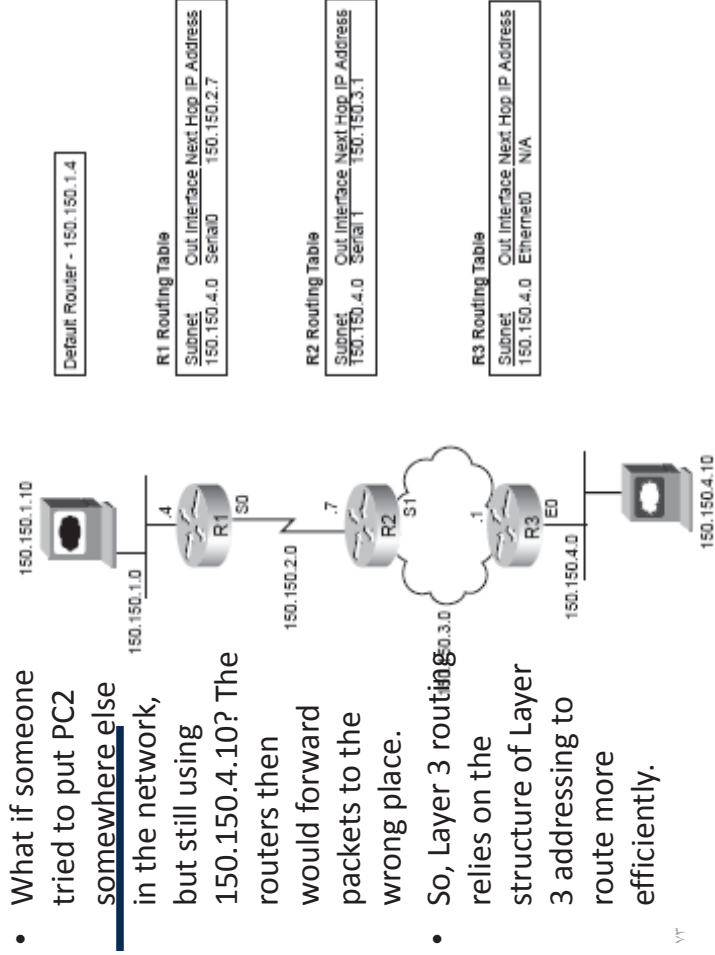 • What if someone
tried to put PC2
somewhere else
in the network,
but still using
150.150.4.10? The
routers then
would forward
packets to the
wrong place.
• So, Layer 3 routing
relies on the
structure of Layer
3 addressing to
route more
efficiently.
150.150.1.10
150.150.1.0
.4
R1
S0
150.150.2.0
.7
R2
S1
150.150.3.0
.1
R3
E0
150.150.4.0
150.150.4.10
Default Router - 150.150.1.4
R1 Routing Table
Subnet Out Interface Next Hop IP Address
150.150.4.0 Serial0 150.150.2.7
R2 Routing Table
Subnet Out Interface Next Hop IP Address
150.150.4.0 Serial 1 150.150.3.1
R3 Routing Table
Subnet Out Interface Next Hop IP Address
150.150.4.0 Ethernet0 N/A
۷۳